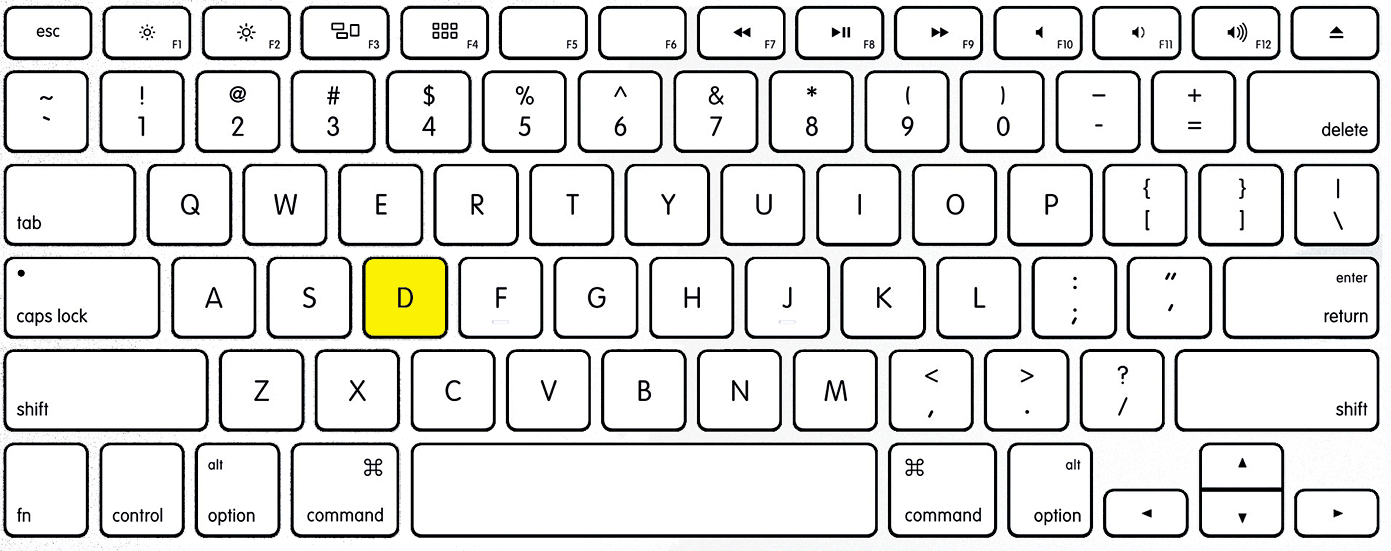 esc F1 F2 F3 F4 F5 F6 F7 F8 F9 F10 F11 F12
~ ! @ # $ % ^ & * ( ) – +
` 1 2 3 4 5 6 7 8 9 0 - = delete
tab Q W E R T Y U I O P { [ } ] | \
caps lock A S D F G H J K L : ; " ' enter return
shift Z X C V B N M < , > . ? / shift
fn control alt option ⌘ command ⌘ command alt option ◄ ▲ ▼ ►